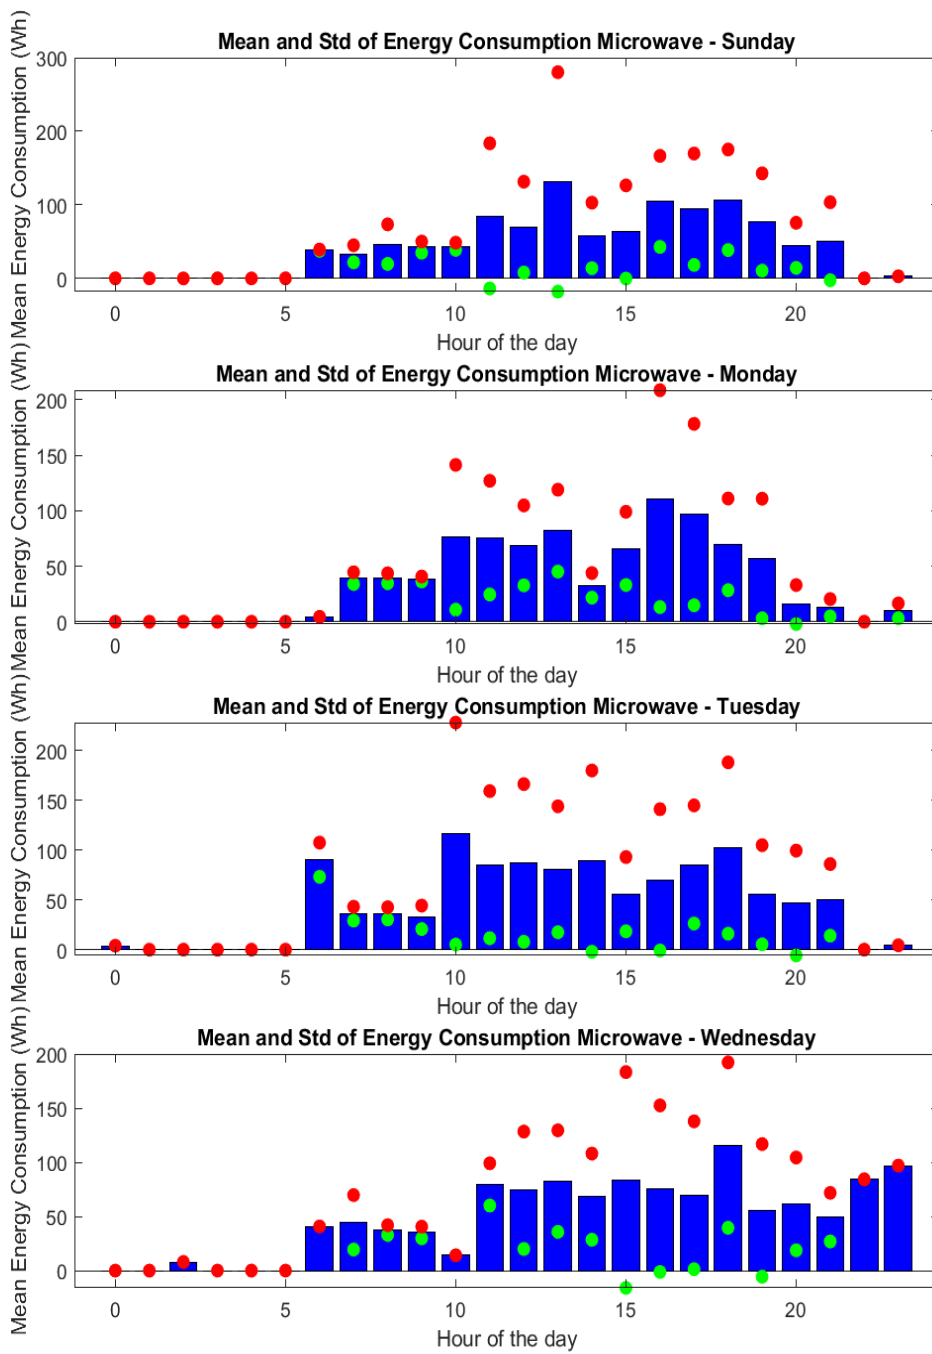 Mean and Std of Energy Consumption Microwave - Sunday
Mean Energy Consumption (Wh)
300
200
100
0
0 5 10 15 20
Hour of the day
Mean and Std of Energy Consumption Microwave - Monday
Mean Energy Consumption (Wh)
200
150
100
50
0
0 5 10 15 20
Hour of the day
Mean and Std of Energy Consumption Microwave - Tuesday
Mean Energy Consumption (Wh)
200
150
100
50
0
0 5 10 15 20
Hour of the day
Mean and Std of Energy Consumption Microwave - Wednesday
Mean Energy Consumption (Wh)
200
150
100
50
0
0 5 10 15 20
Hour of the day